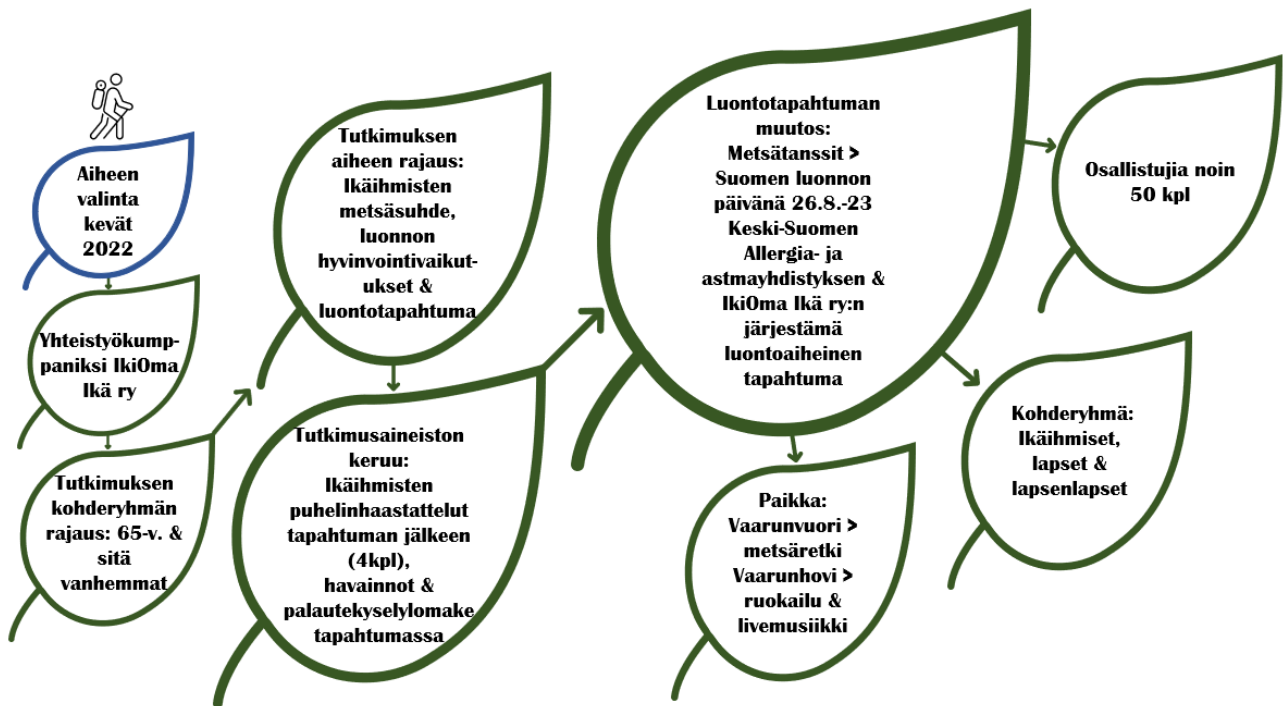 Aiheen
valinta
kevät
2022
Yhteistyökump-
paniksi IkiOma
Ikä ry
Tutkimuksen
kohderyhmän
rajaus: 65-v. &
sitä
vanhemmat
Tutkimuksen
aiheen rajaus:
Ikäihmisten
metsäsuhde,
luonnon
hyvinvointivaikut-
ukset &
luontotapahtuma
Tutkimusaineiston
keruu:
Ikäihmisten
puhelinhaastattelut
tapahtuman jälkeen
(4kpl),
havainnot &
palautekyselylomake
tapahtumassa
Luontotapahtuman
muutos:
Metsätanssit >
Suomen luonnon
päivänä 26.8.-23
Keski-Suomen
Allergia- ja
astmayhdistyksen &
IkiOma Ikä ry:n
järjestämä
luontoaiheinen
tapahtuma
Osallistujia noin
50 kpl
Kohderyhmä:
Ikäihmiset,
lapset &
lapsenlapset
Paikka:
Vaarunvuori >
metsäretki
Vaarunhovi >
ruokailu &
livemusiikki